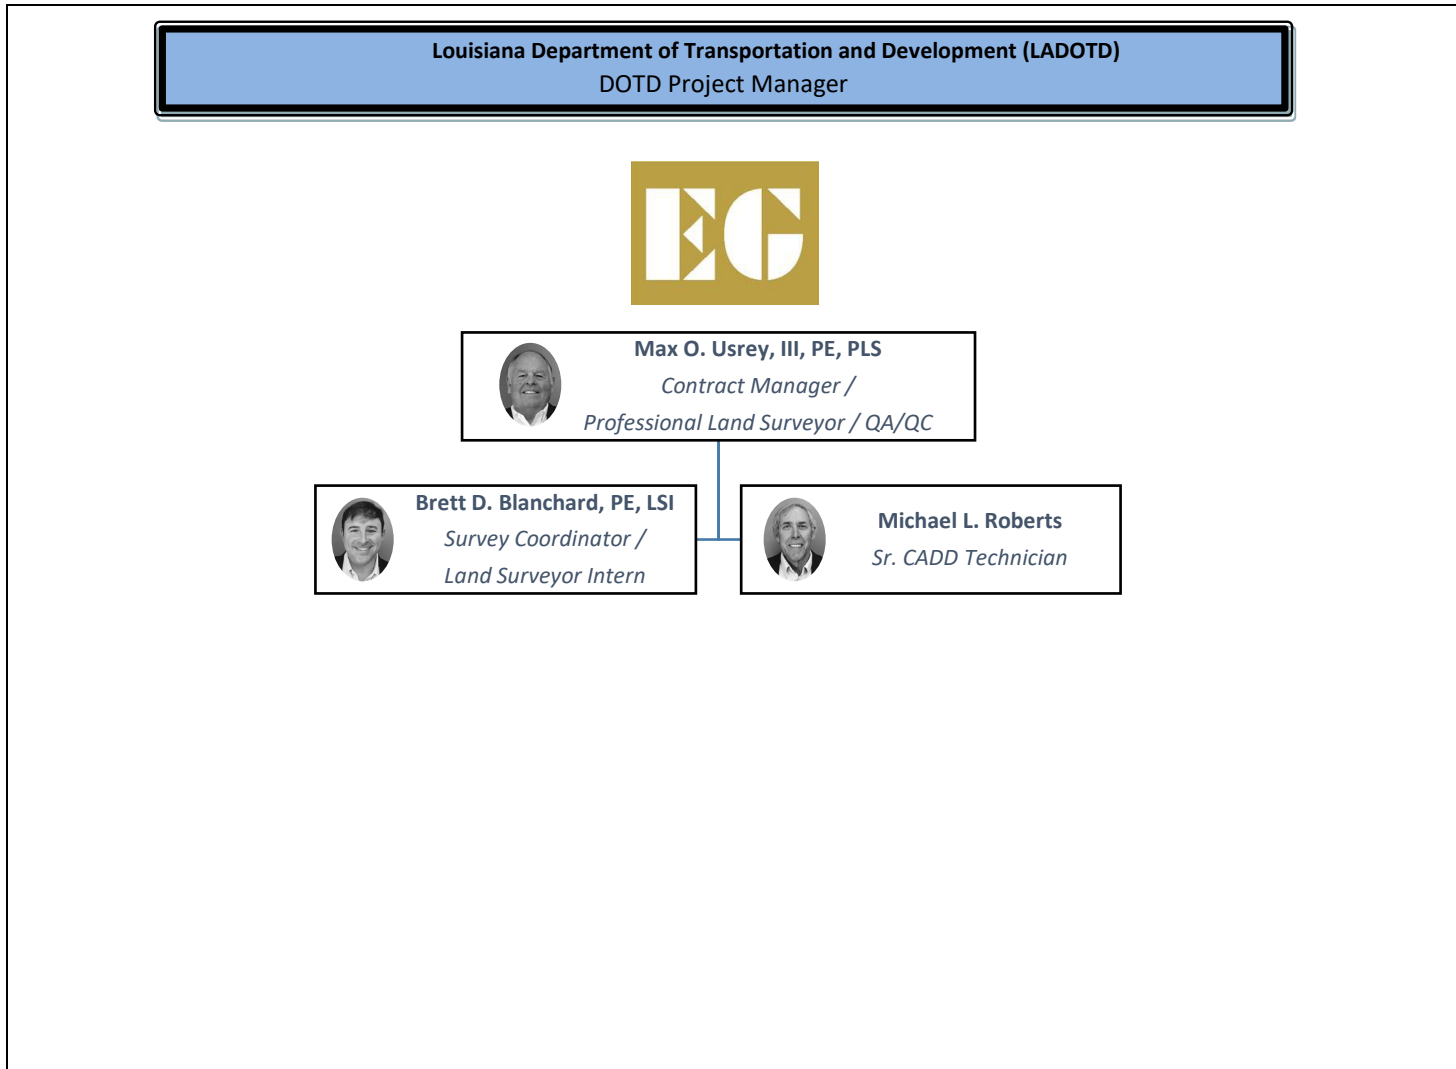 Louisiana Department of Transportation and Development (LADOTD)
DOTD Project Manager
EG
Max O. Usrey, III, PE, PLS
Contract Manager /
Professional Land Surveyor / QA/QC
Brett D. Blanchard, PE, LSI
Survey Coordinator /
Land Surveyor Intern
Michael L. Roberts
Sr. CADD Technician